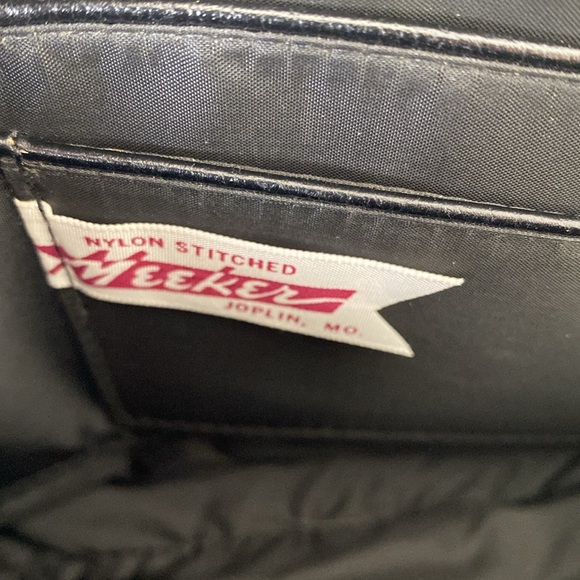 NYLON STITCHED
Meeker
JOPLIN, MO.